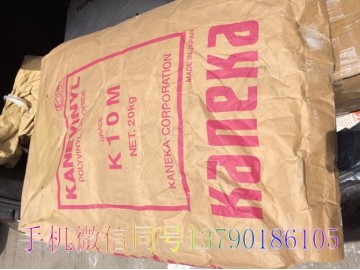 KANEVINYL
POLYVINYL CHLORIDE
GRADE
K10M
NET. 20kg
KANEKA CORPORATION
MADE IN JAPAN
kaneka
手机微信同号13790186105